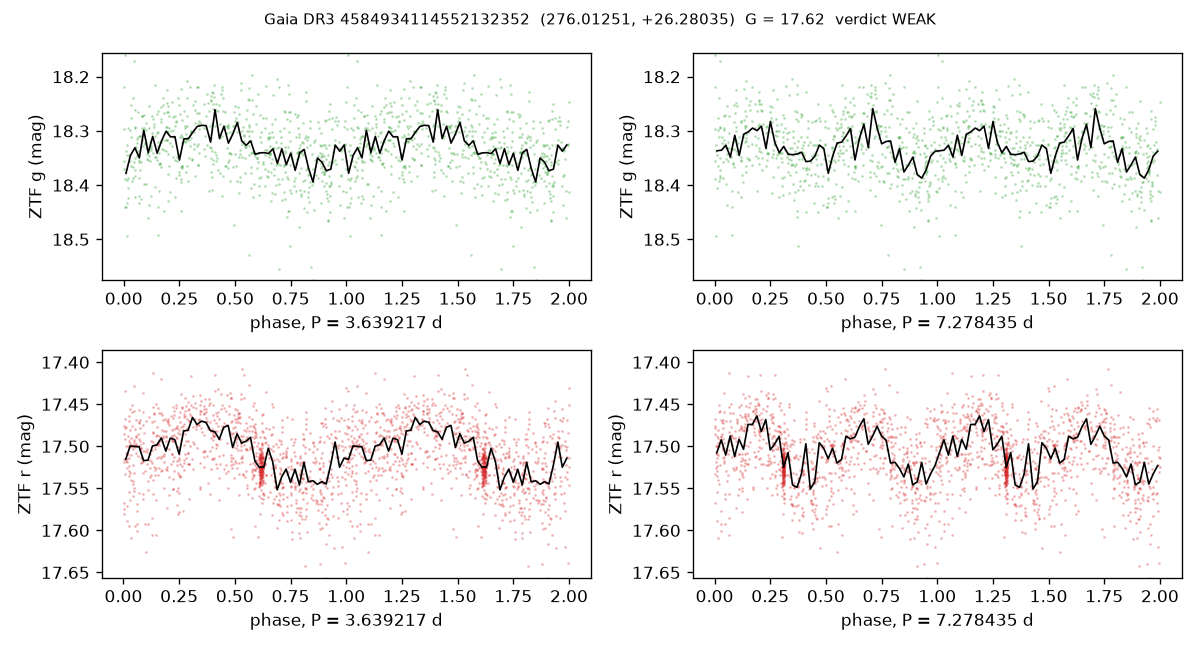 Gaia DR3 4584934114552132352 (276.01251, +26.28035) G = 17.62 verdict WEAK
ZTF g (mag)
18.2
18.3
18.4
18.5
0.00 0.25 0.50 0.75 1.00 1.25 1.50 1.75 2.00
phase, P = 3.639217 d
ZTF g (mag)
18.2
18.3
18.4
18.5
0.00 0.25 0.50 0.75 1.00 1.25 1.50 1.75 2.00
phase, P = 7.278435 d
ZTF r (mag)
17.40
17.45
17.50
17.55
17.60
17.65
0.00 0.25 0.50 0.75 1.00 1.25 1.50 1.75 2.00
phase, P = 3.639217 d
ZTF r (mag)
17.40
17.45
17.50
17.55
17.60
17.65
0.00 0.25 0.50 0.75 1.00 1.25 1.50 1.75 2.00
phase, P = 7.278435 d